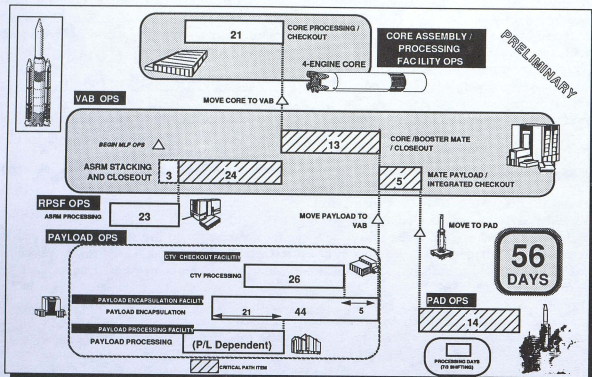 21
CORE PROCESSING /
CHECKOUT
CORE ASSEMBLY /
PROCESSING
FACILITY OPS
PRELIMINARY
4-ENGINE CORE
VAB OPS
MOVE CORE TO VAB
BEGIN MLP OPS
13
CORE /BOOSTER MATE
/ CLOSEOUT
ASRM STACKING
AND CLOSEOUT
3
24
5
MATE PAYLOAD /
INTEGRATED CHECKOUT
RPSF OPS
ASRM PROCESSING
23
MOVE PAYLOAD TO
VAB
MOVE TO PAD
PAYLOAD OPS
CTV CHECKOUT FACILITY
CTV PROCESSING
26
56
DAYS
PAYLOAD ENCAPSULATION FACILITY
PAYLOAD ENCAPSULATION
21
44
5
PAD OPS
14
PAYLOAD PROCESSING FACILITY
PAYLOAD PROCESSING
(P/L Dependent)
CRITICAL PATH ITEM
PROCESSING DAYS
(7/3 SHIFTING)